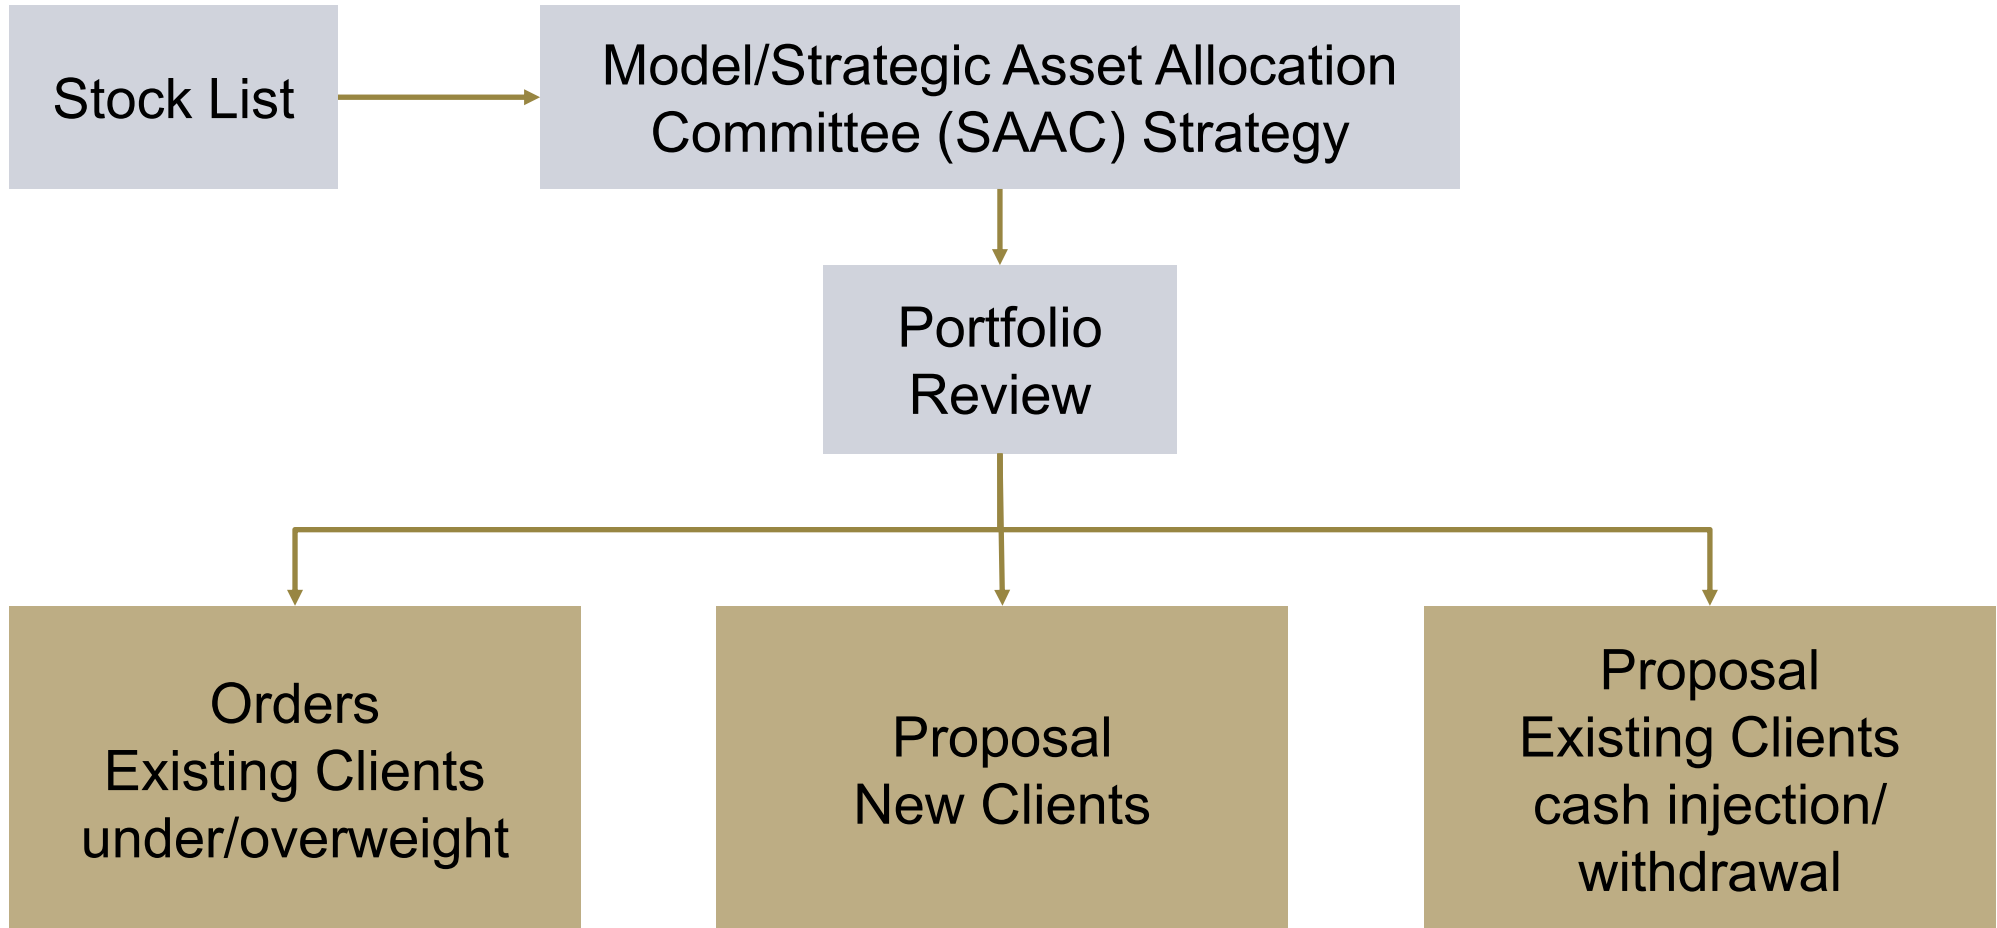 Stock List
Model/Strategic Asset Allocation
Committee (SAAC) Strategy
Portfolio
Review
Orders
Existing Clients
under/overweight
Proposal
New Clients
Proposal
Existing Clients
cash injection/
withdrawal